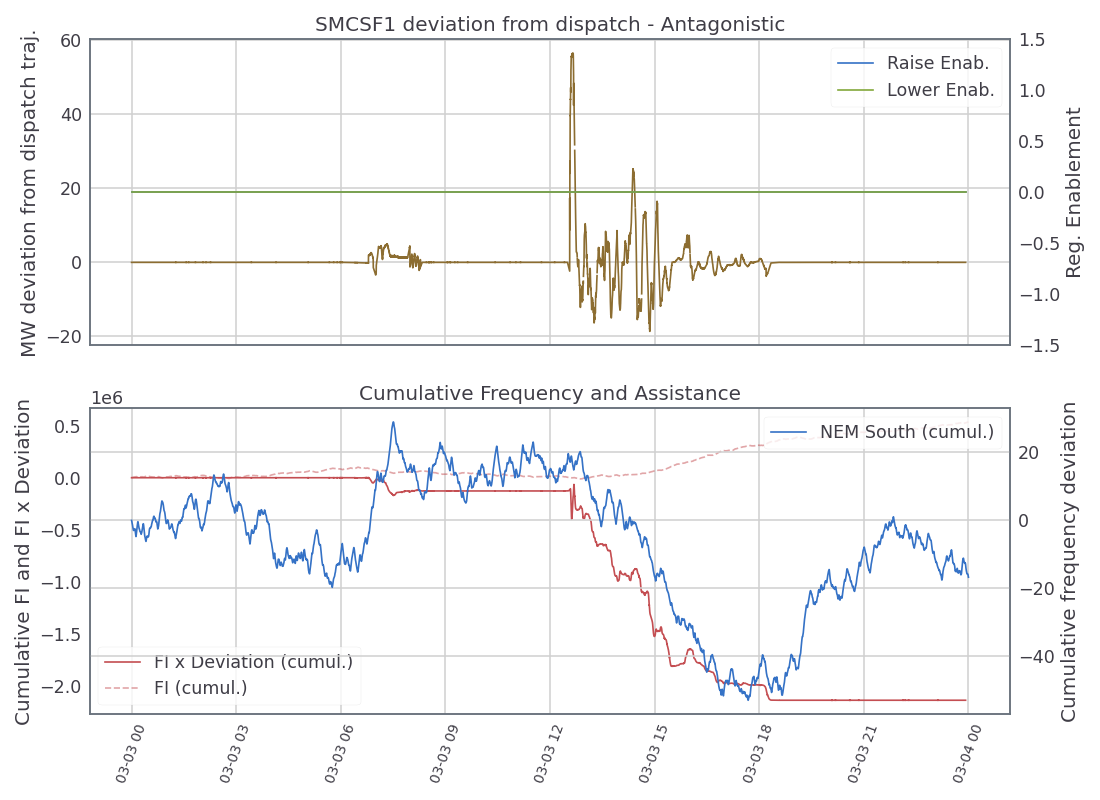 SMCSF1 deviation from dispatch - Antagonistic
MW deviation from dispatch traj.
60
40
20
0
−20
Raise Enab.
Lower Enab.
1.5
1.0
0.5
0.0
−0.5
−1.0
−1.5
Reg. Enablement
Cumulative Frequency and Assistance
1e6
Cumulative FI and FI x Deviation
0.5
0.0
−0.5
−1.0
−1.5
−2.0
NEM South (cumul.)
FI x Deviation (cumul.)
FI (cumul.)
20
0
−20
−40
Cumulative frequency deviation
03-03 00
03-03 03
03-03 06
03-03 09
03-03 12
03-03 15
03-03 18
03-03 21
03-04 00